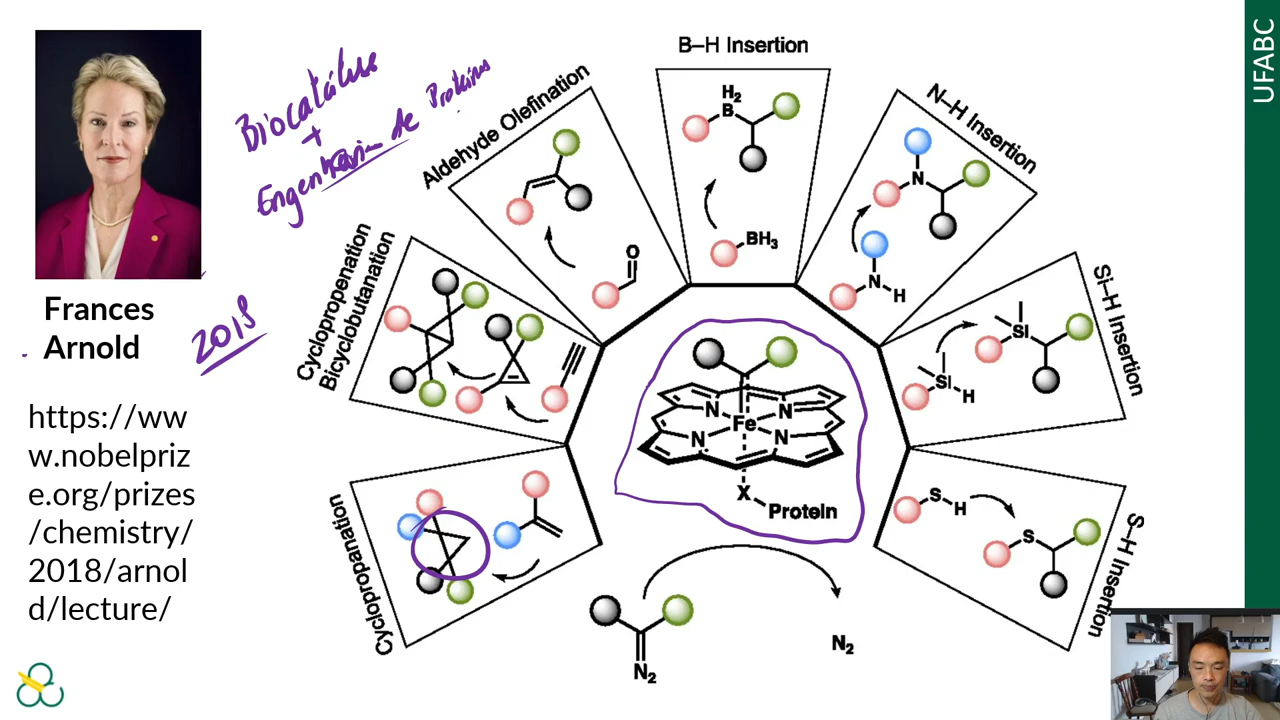 UFABC
Frances
Arnold
https://ww
w.nobelpriz
e.org/prizes
/chemistry/
2018/arnol
d/lecture/
Biocatálise
+
Engenharia de Proteínas
2018
Cyclopropanation
Cyclopropenation
Bicyclobutanation
Aldehyde Olefination
O
B–H Insertion
H2
B
BH3
N–H Insertion
N
N
H
Si–H Insertion
Si
Si
H
S–H Insertion
S
H
S
N
N
Fe
N
N
X
Protein
N2
N2